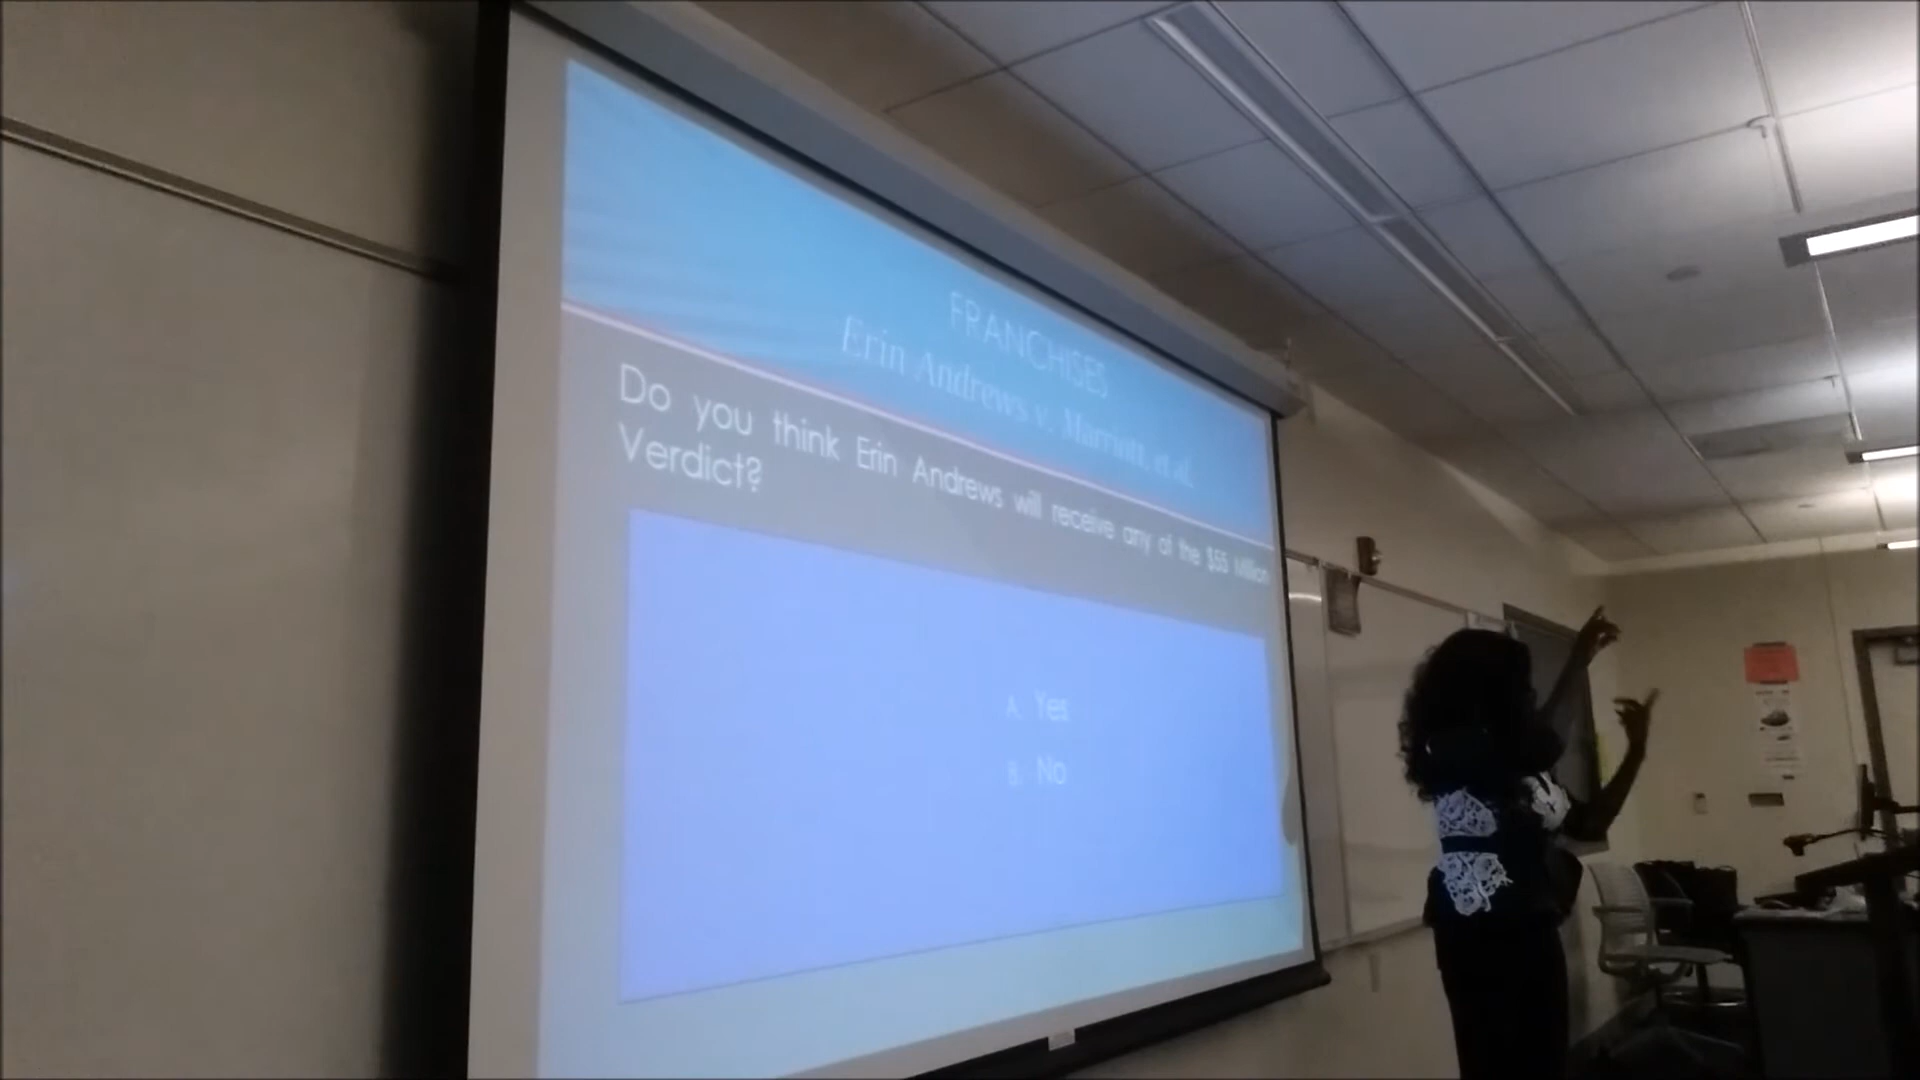 FRANCHISES
Erin Andrews v. Marriott, et al.
Do you think Erin Andrews will receive any of the $55 Million
Verdict?
A. Yes
B. No